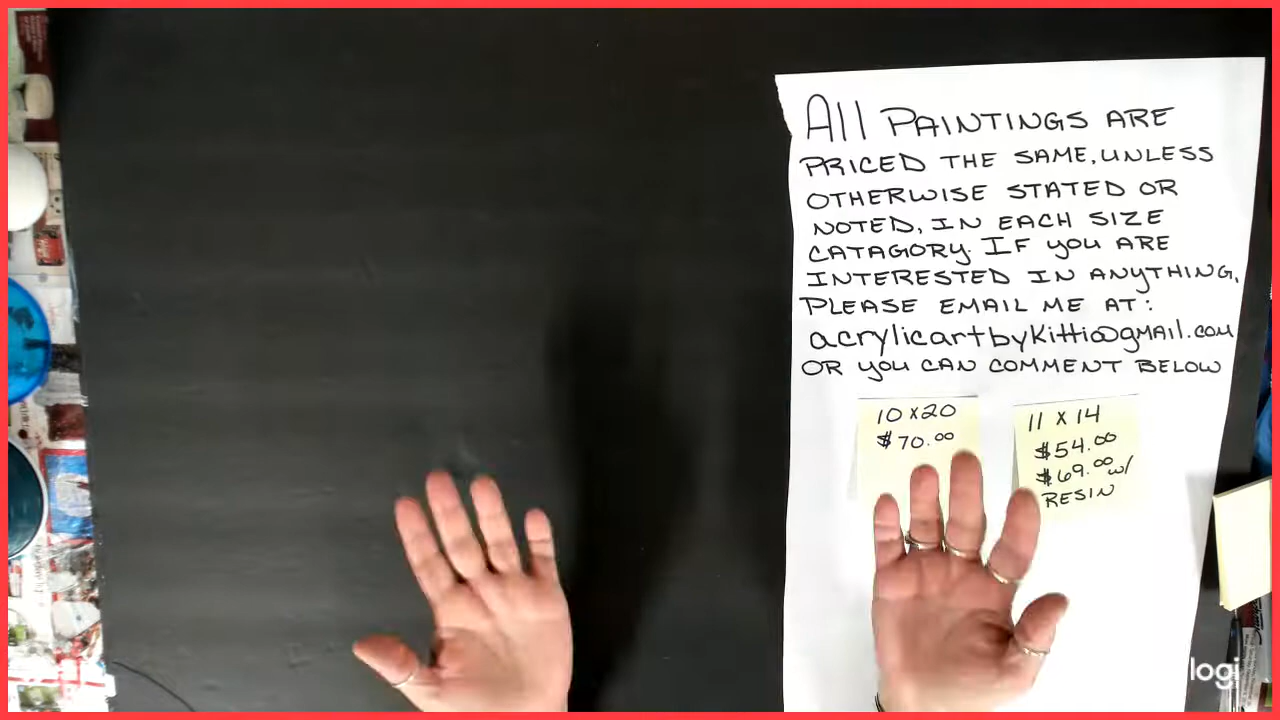 All PAINTINGS ARE
PRICED THE SAME, UNLESS
OTHERWISE STATED OR
NOTED, IN EACH SIZE
CATAGORY. IF YOU ARE
INTERESTED IN ANYTHING,
PLEASE EMAIL ME AT:
acrylicartbykitti@gmail.com
OR YOU CAN COMMENT BELOW
10 X 20
$70.00
11 X 14
$54.00
$69.00 w/
RESIN
logi